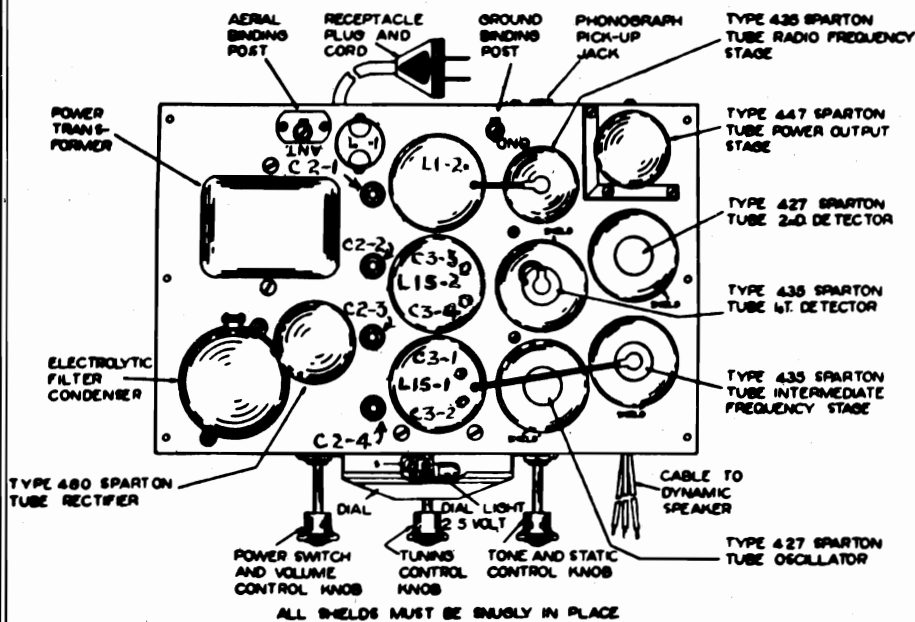 AERIAL
BINDING
POST
RECEPTACLE
PLUG AND
CORD
GROUND
BINDING
POST
PHONOGRAPH
PICK-UP
JACK
TYPE 435 SPARTON
TUBE RADIO FREQUENCY
STAGE
POWER
TRANS-
FORMER
ANT.
C2-1
L-1
L1-2
GND
TYPE 447 SPARTON
TUBE POWER OUTPUT
STAGE
C2-2
C3-3
L15-2
C3-4
SHIELD
TYPE 427 SPARTON
TUBE 2ND. DETECTOR
SHIELD
C2-3
TYPE 435 SPARTON
TUBE 1ST. DETECTOR
ELECTROLYTIC
FILTER
CONDENSER
C3-1
L15-1
C3-2
C2-4
SHIELD
SHIELD
TYPE 435 SPARTON
TUBE INTERMEDIATE
FREQUENCY STAGE
TYPE 480 SPARTON
TUBE RECTIFIER
DIAL
DIAL LIGHT
2.5 VOLT
CABLE TO
DYNAMIC
SPEAKER
POWER SWITCH
AND VOLUME
CONTROL KNOB
TUNING
CONTROL
KNOB
TONE AND STATIC
CONTROL KNOB
TYPE 427 SPARTON
TUBE OSCILLATOR
ALL SHIELDS MUST BE SNUGLY IN PLACE